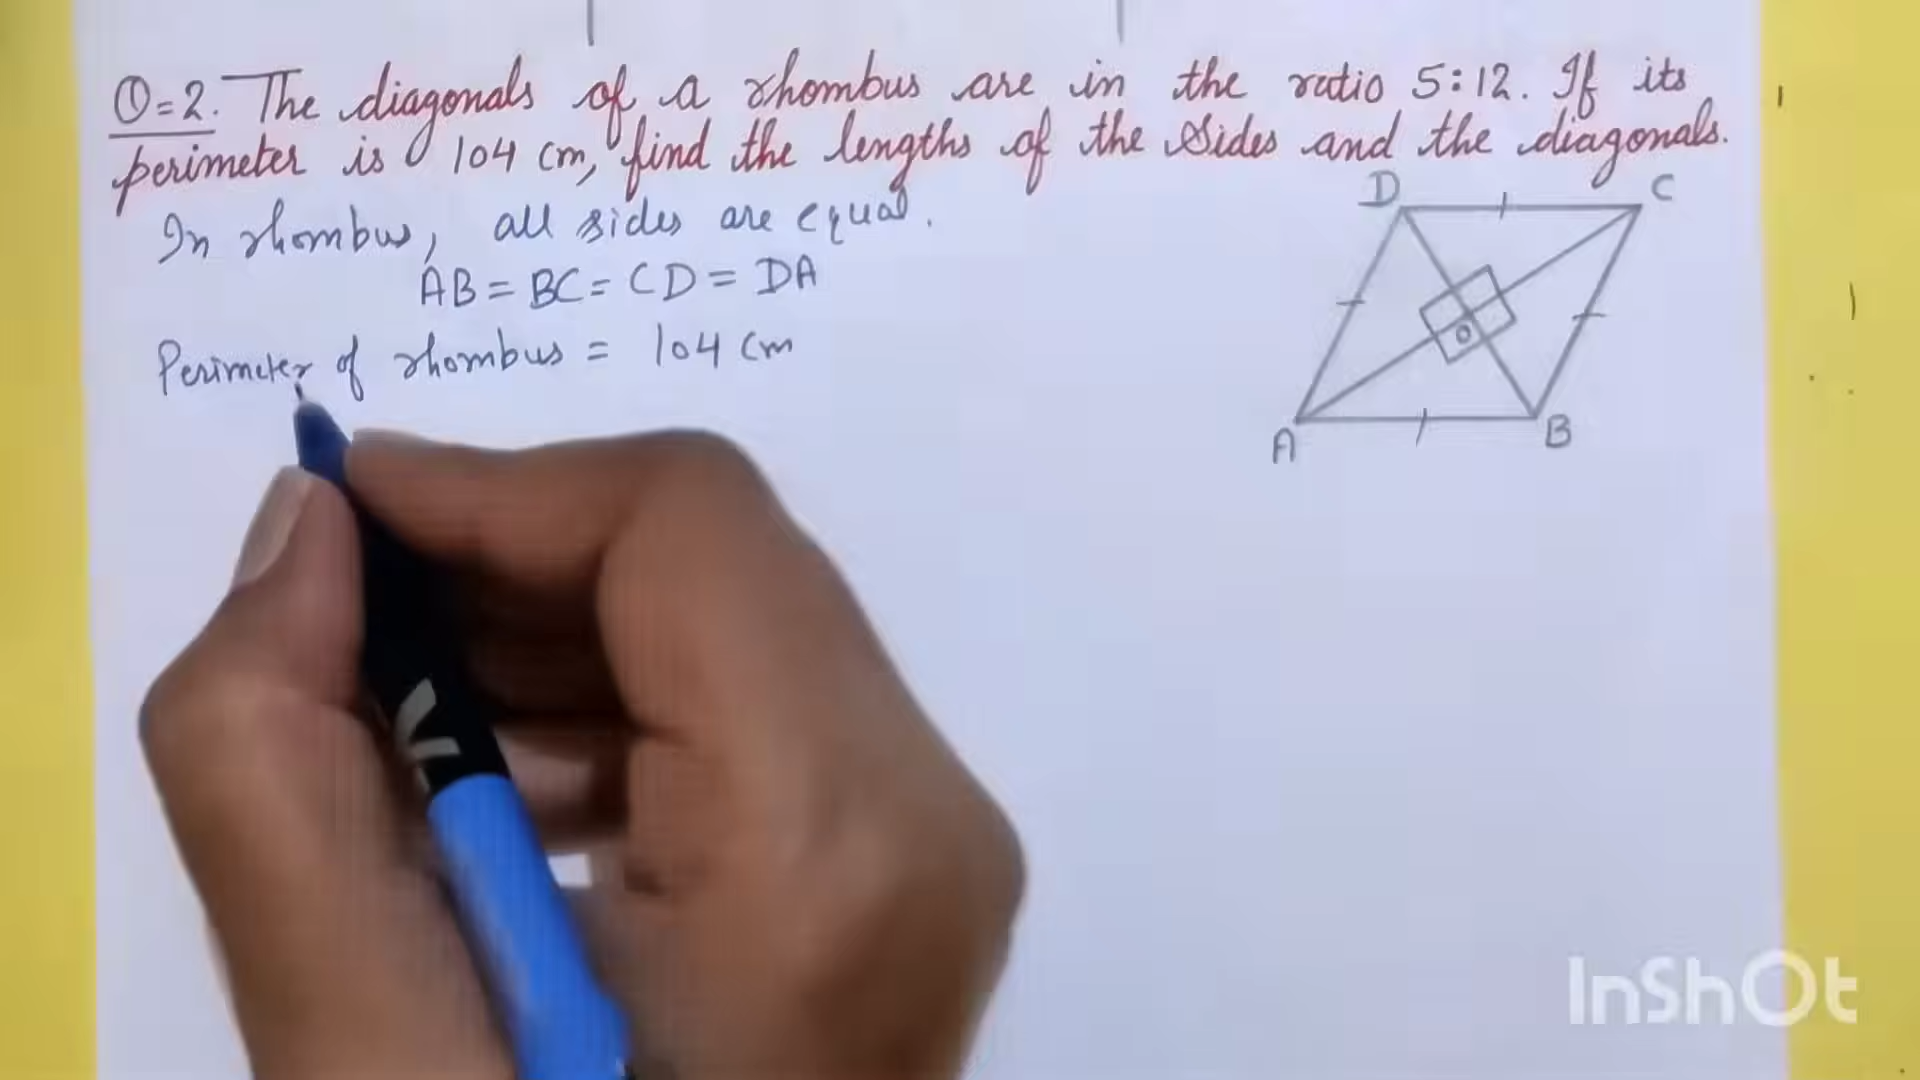 Q=2. The diagonals of a rhombus are in the ratio 5:12. If its
perimeter is 104 cm, find the lengths of the sides and the diagonals.
In rhombus, all sides are equal.
AB = BC = CD = DA
Perimeter of rhombus = 104 cm
D
C
O
A
B
InShOt